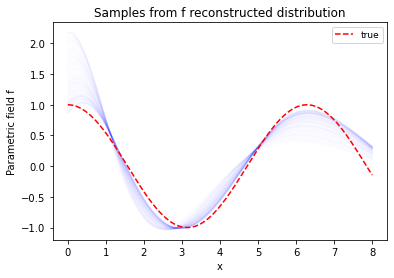 Samples from f reconstructed distribution
true
Parametric field f
2.0
1.5
1.0
0.5
0.0
-0.5
-1.0
0 1 2 3 4 5 6 7 8
x